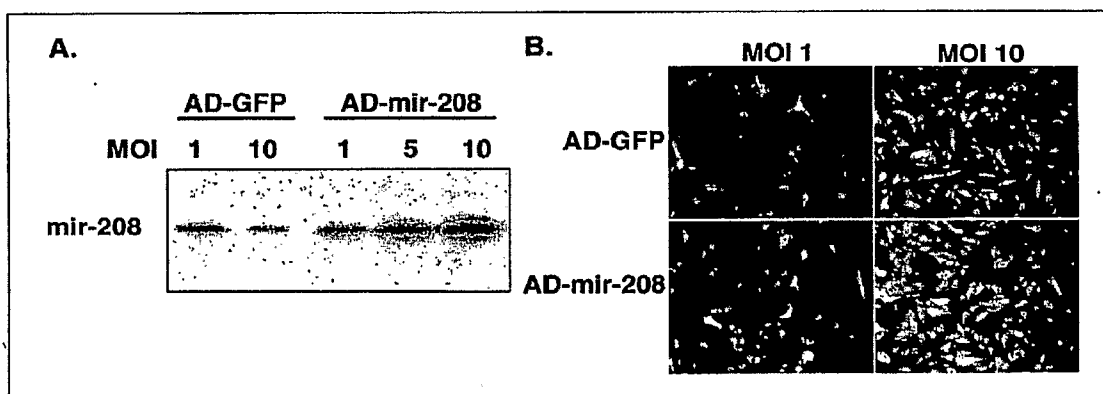 A.
AD-GFP AD-mir-208
MOI 1 10 1 5 10
mir-208
B.
MOI 1 MOI 10
AD-GFP
AD-mir-208